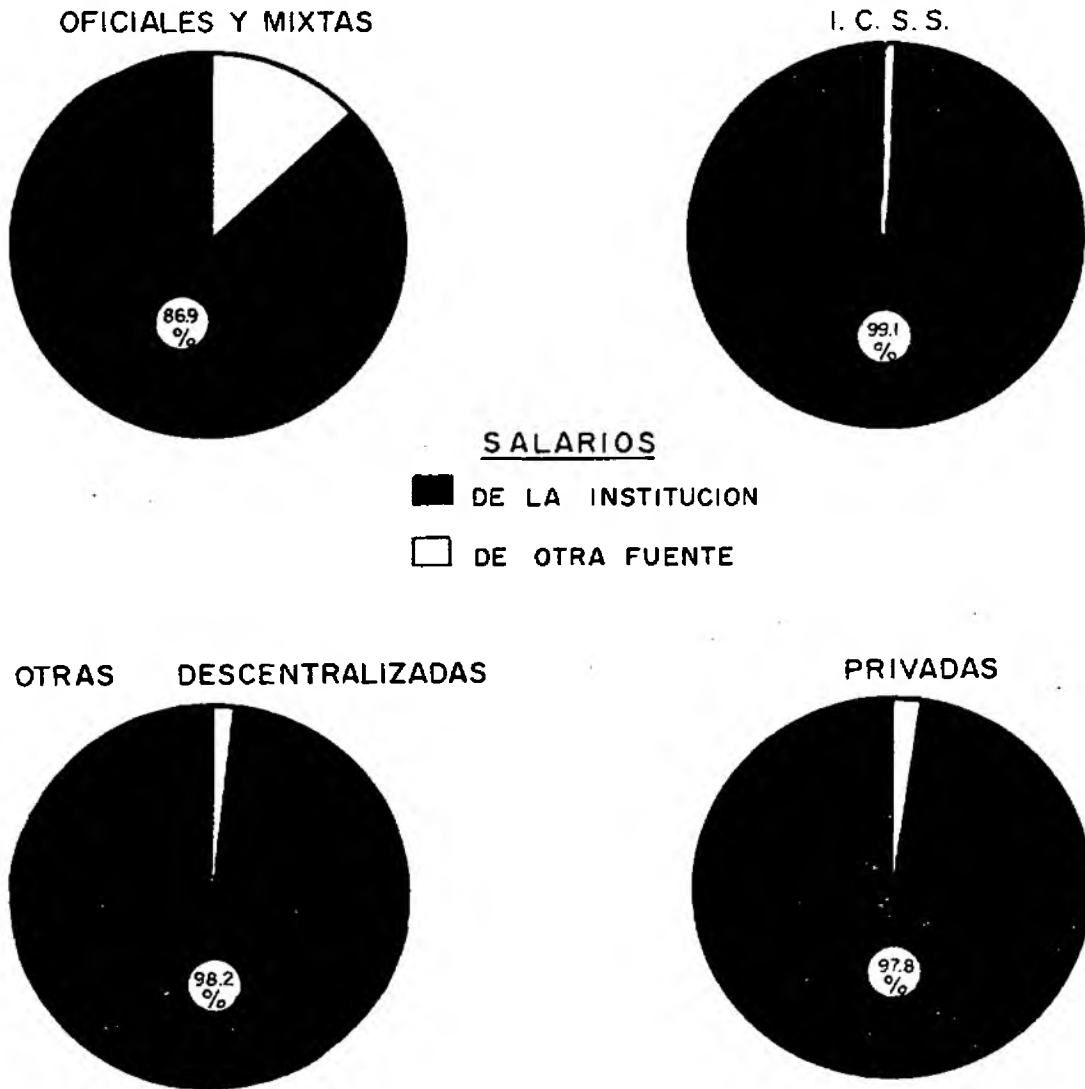 OFICIALES Y MIXTAS
I. C. S. S.
86.9
%
99.1
%
SALARIOS
DE LA INSTITUCION
DE OTRA FUENTE
OTRAS DESCENTRALIZADAS
PRIVADAS
98.2
%
97.8
%